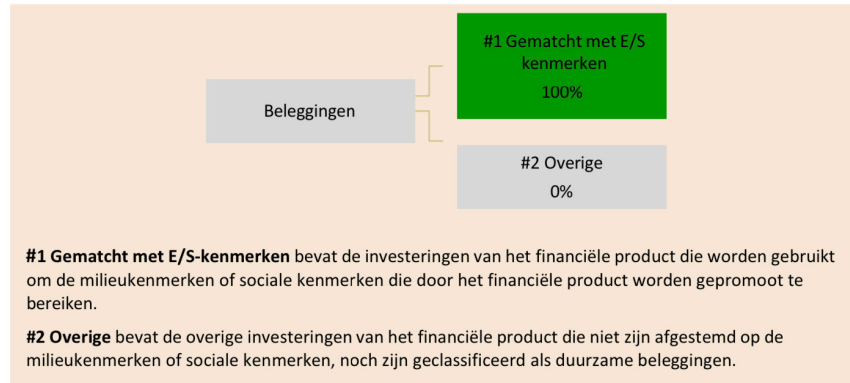 #1 Gematcht met E/S
kenmerken
100%
Beleggingen
#2 Overige
0%
#1 Gematcht met E/S-kenmerken bevat de investeringen van het financiële product die worden gebruikt
om de milieukenmerken of sociale kenmerken die door het financiële product worden gepromoot te
bereiken.
#2 Overige bevat de overige investeringen van het financiële product die niet zijn afgestemd op de
milieukenmerken of sociale kenmerken, noch zijn geclassificeerd als duurzame beleggingen.